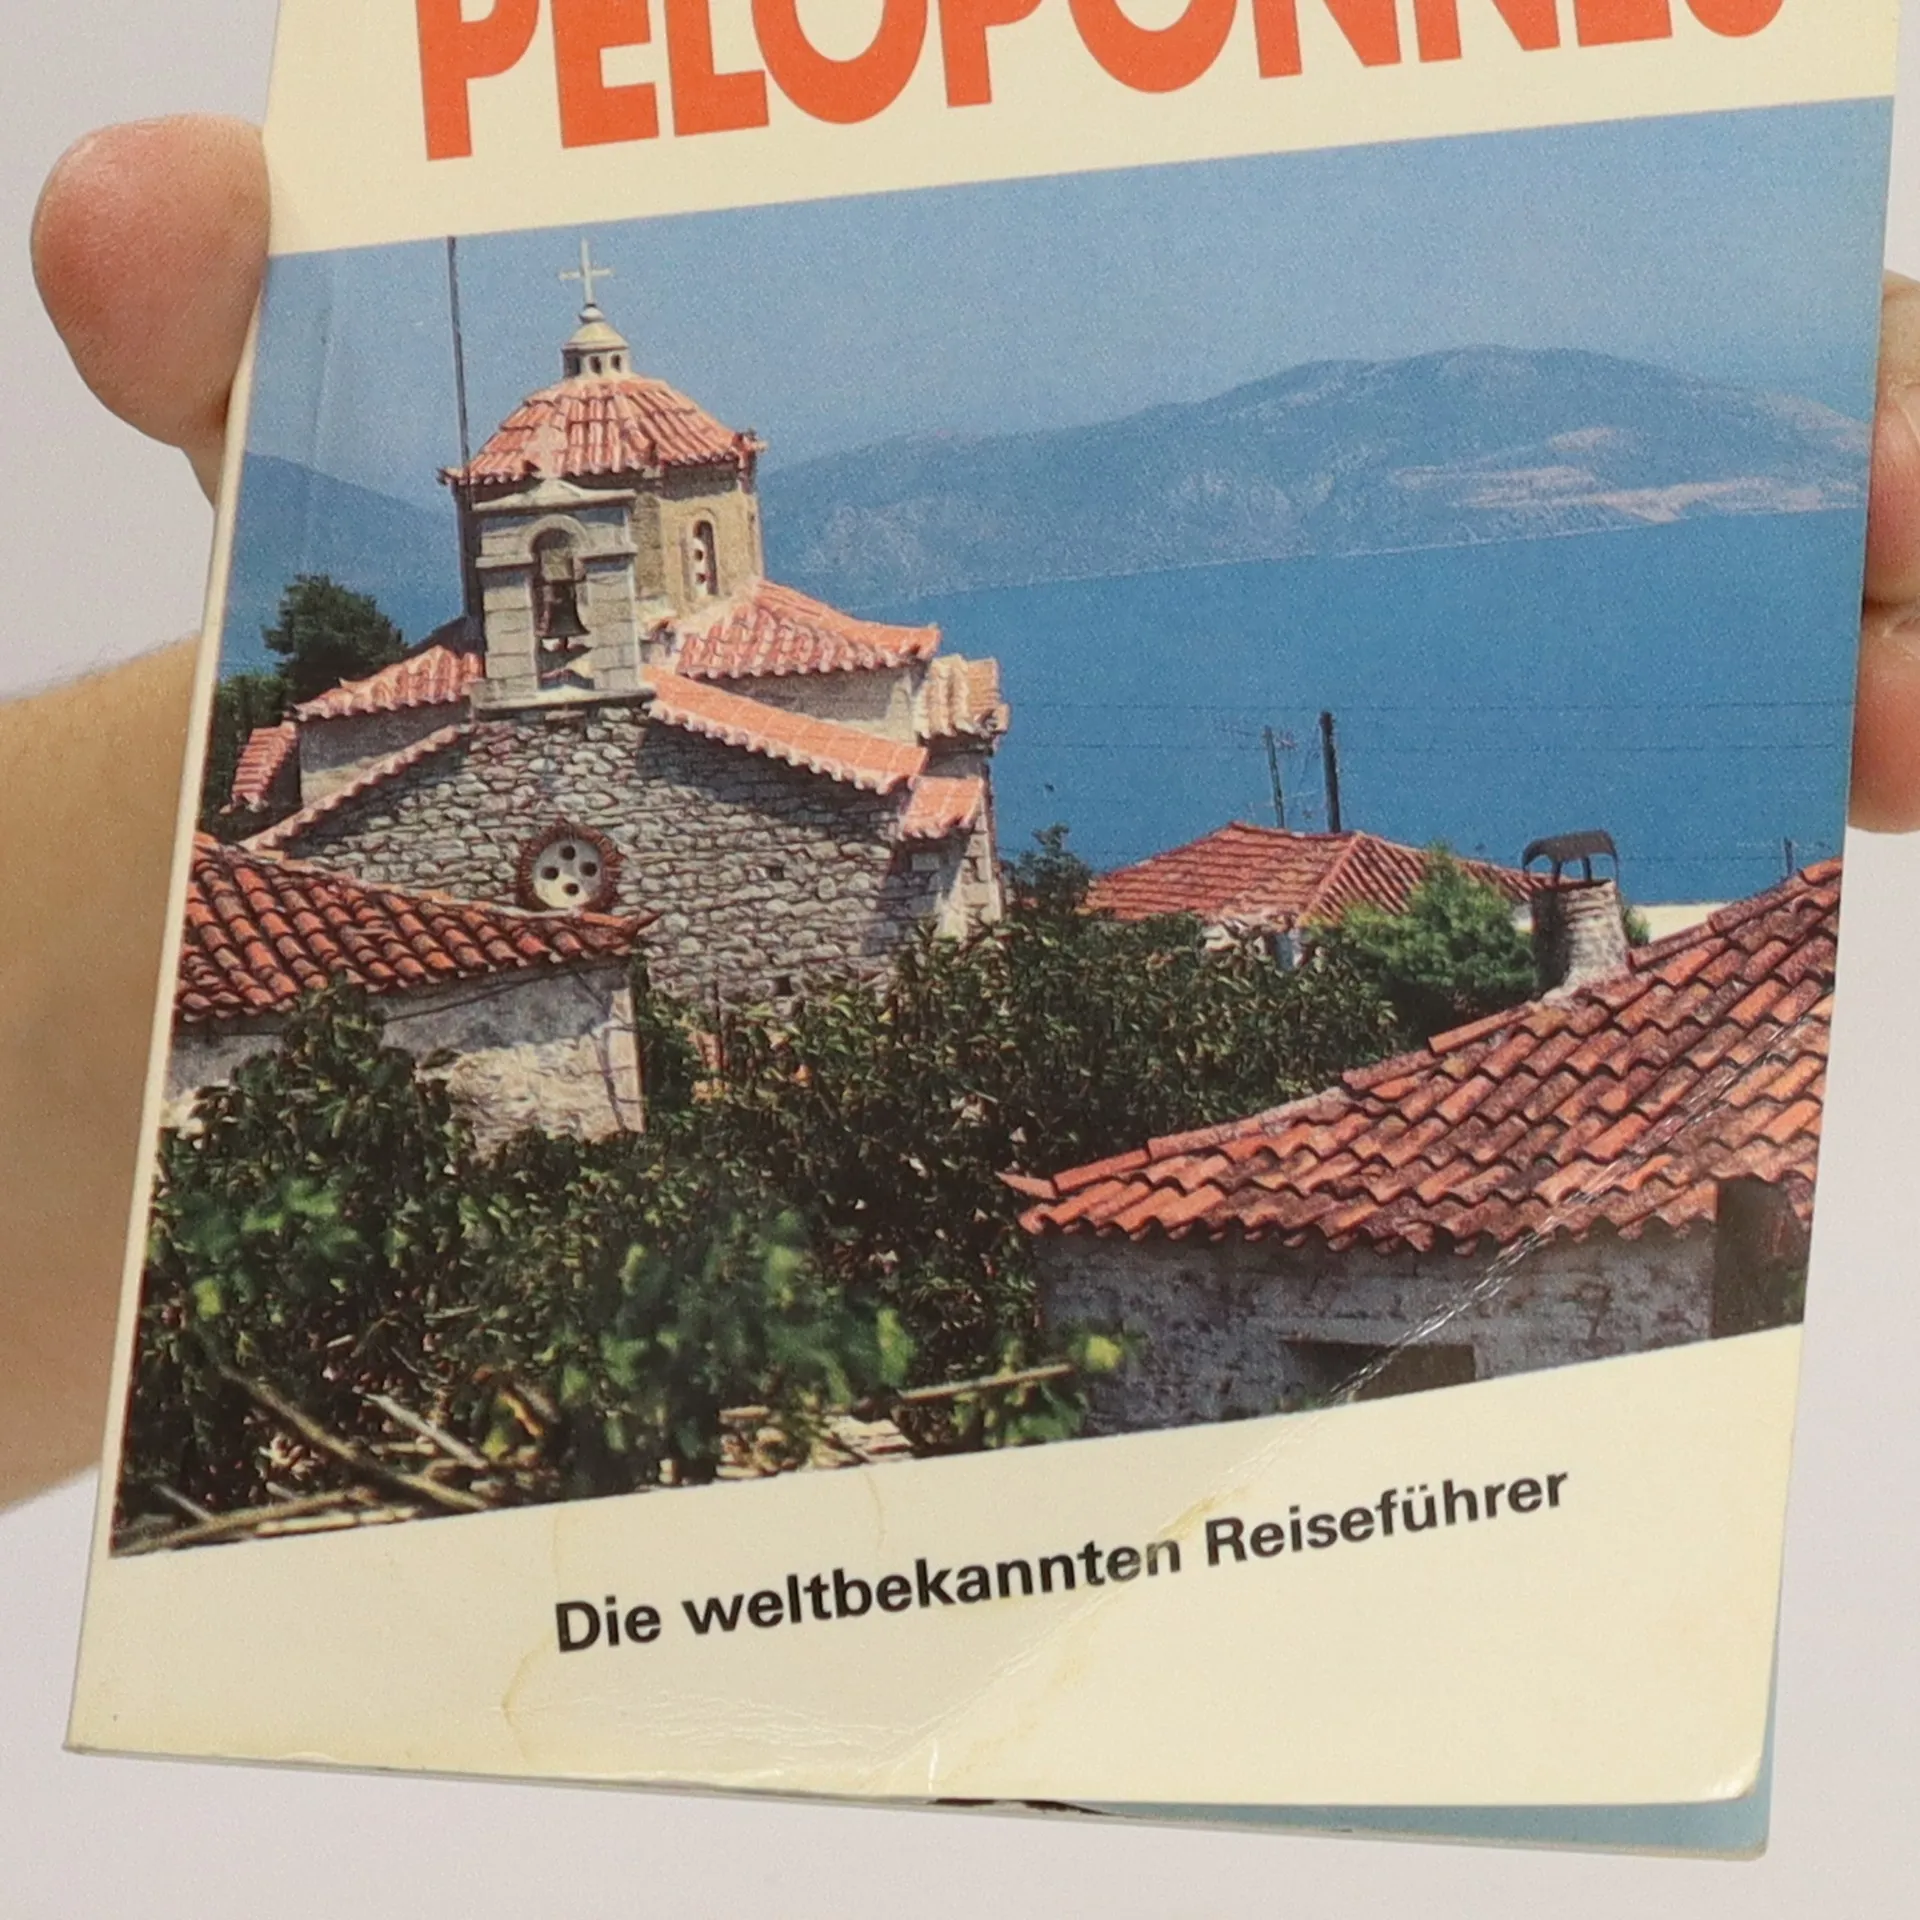 PELOPONNES
Die weltbekannten Reiseführer